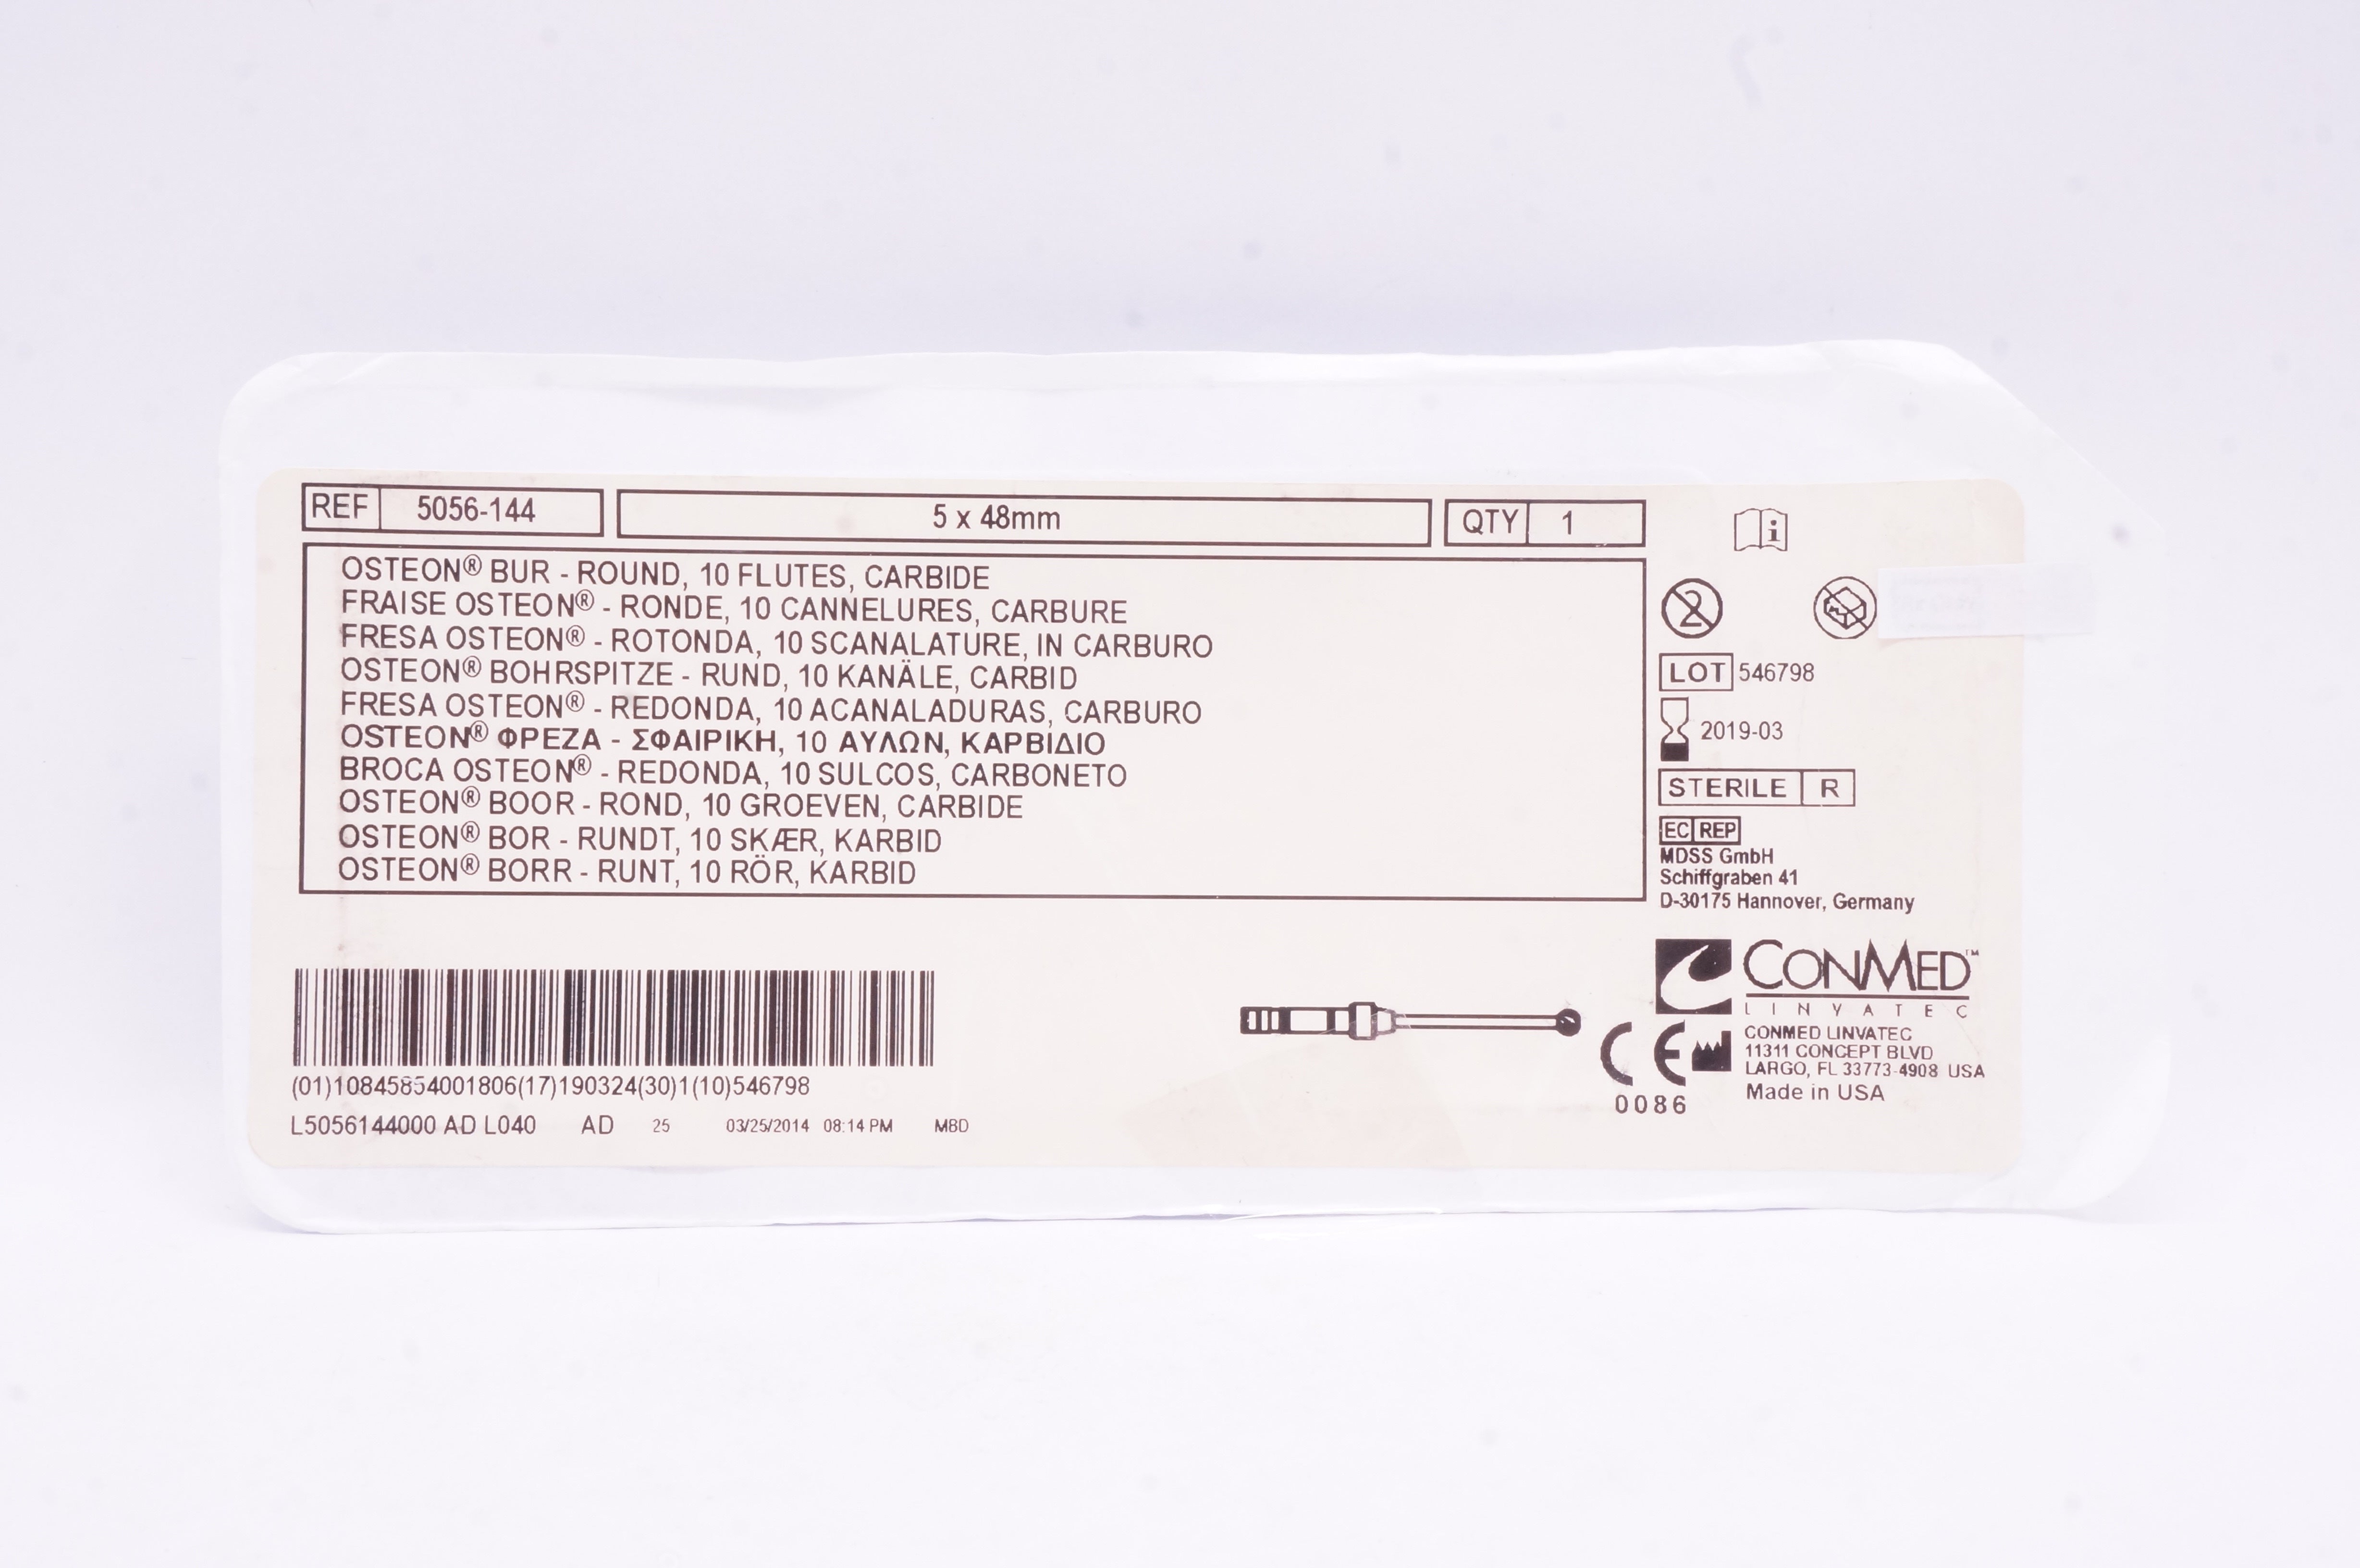 REF 5056-144 5 x 48mm QTY 1
OSTEON® BUR - ROUND, 10 FLUTES, CARBIDE
FRAISE OSTEON® - RONDE, 10 CANNELURES, CARBURE
FRESA OSTEON® - ROTONDA, 10 SCANALATURE, IN CARBURO
OSTEON® BOHRSPITZE - RUND, 10 KANÄLE, CARBID
FRESA OSTEON® - REDONDA, 10 ACANALADURAS, CARBURO
OSTEON® ΦΡΕΖΑ - ΣΦΑΙΡΙΚΗ, 10 ΑΥΛΩΝ, ΚΑΡΒΙΔΙΟ
BROCA OSTEON® - REDONDA, 10 SULCOS, CARBONETO
OSTEON® BOOR - ROND, 10 GROEVEN, CARBIDE
OSTEON® BOR - RUNDT, 10 SKÆR, KARBID
OSTEON® BORR - RUNT, 10 RÖR, KARBID
(01)10845854001806(17)190324(30)1(10)546798
L5056144000 AD L040 AD 25 03/25/2014 08:14 PM MBD
i
2
LOT 546798
2019-03
STERILE R
EC REP
MDSS GmbH
Schiffgraben 41
D-30175 Hannover, Germany
CONMED™
LINVATEC
CE
0086
CONMED LINVATEC
11311 CONCEPT BLVD
LARGO, FL 33773-4908 USA
Made in USA